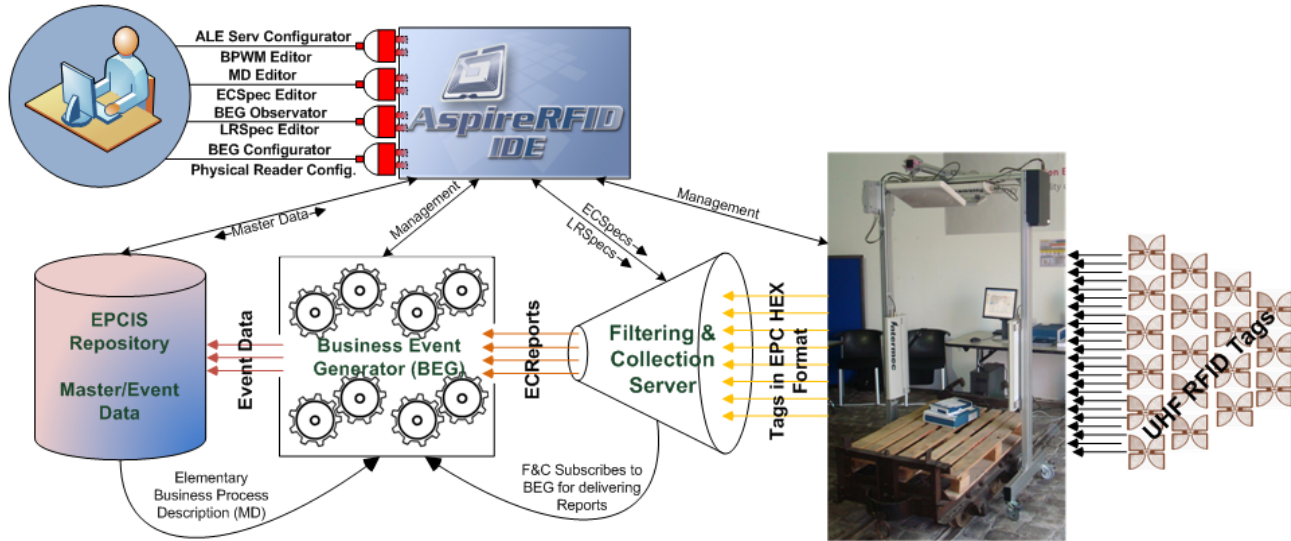 ALE Serv Configurator
BPWM Editor
MD Editor
ECSpec Editor
BEG Observator
LRSpec Editor
BEG Configurator
Physical Reader Config.
AspireRFID
IDE
Master Data
Management
ECSpecs
LRSpecs
Management
EPCIS
Repository
Master/Event
Data
Event Data
Business Event
Generator (BEG)
ECReports
Filtering &
Collection
Server
Tags in EPC HEX
Format
Intermec
UHF RFID Tags
Elementary
Business Process
Description (MD)
F&C Subscribes to
BEG for delivering
Reports